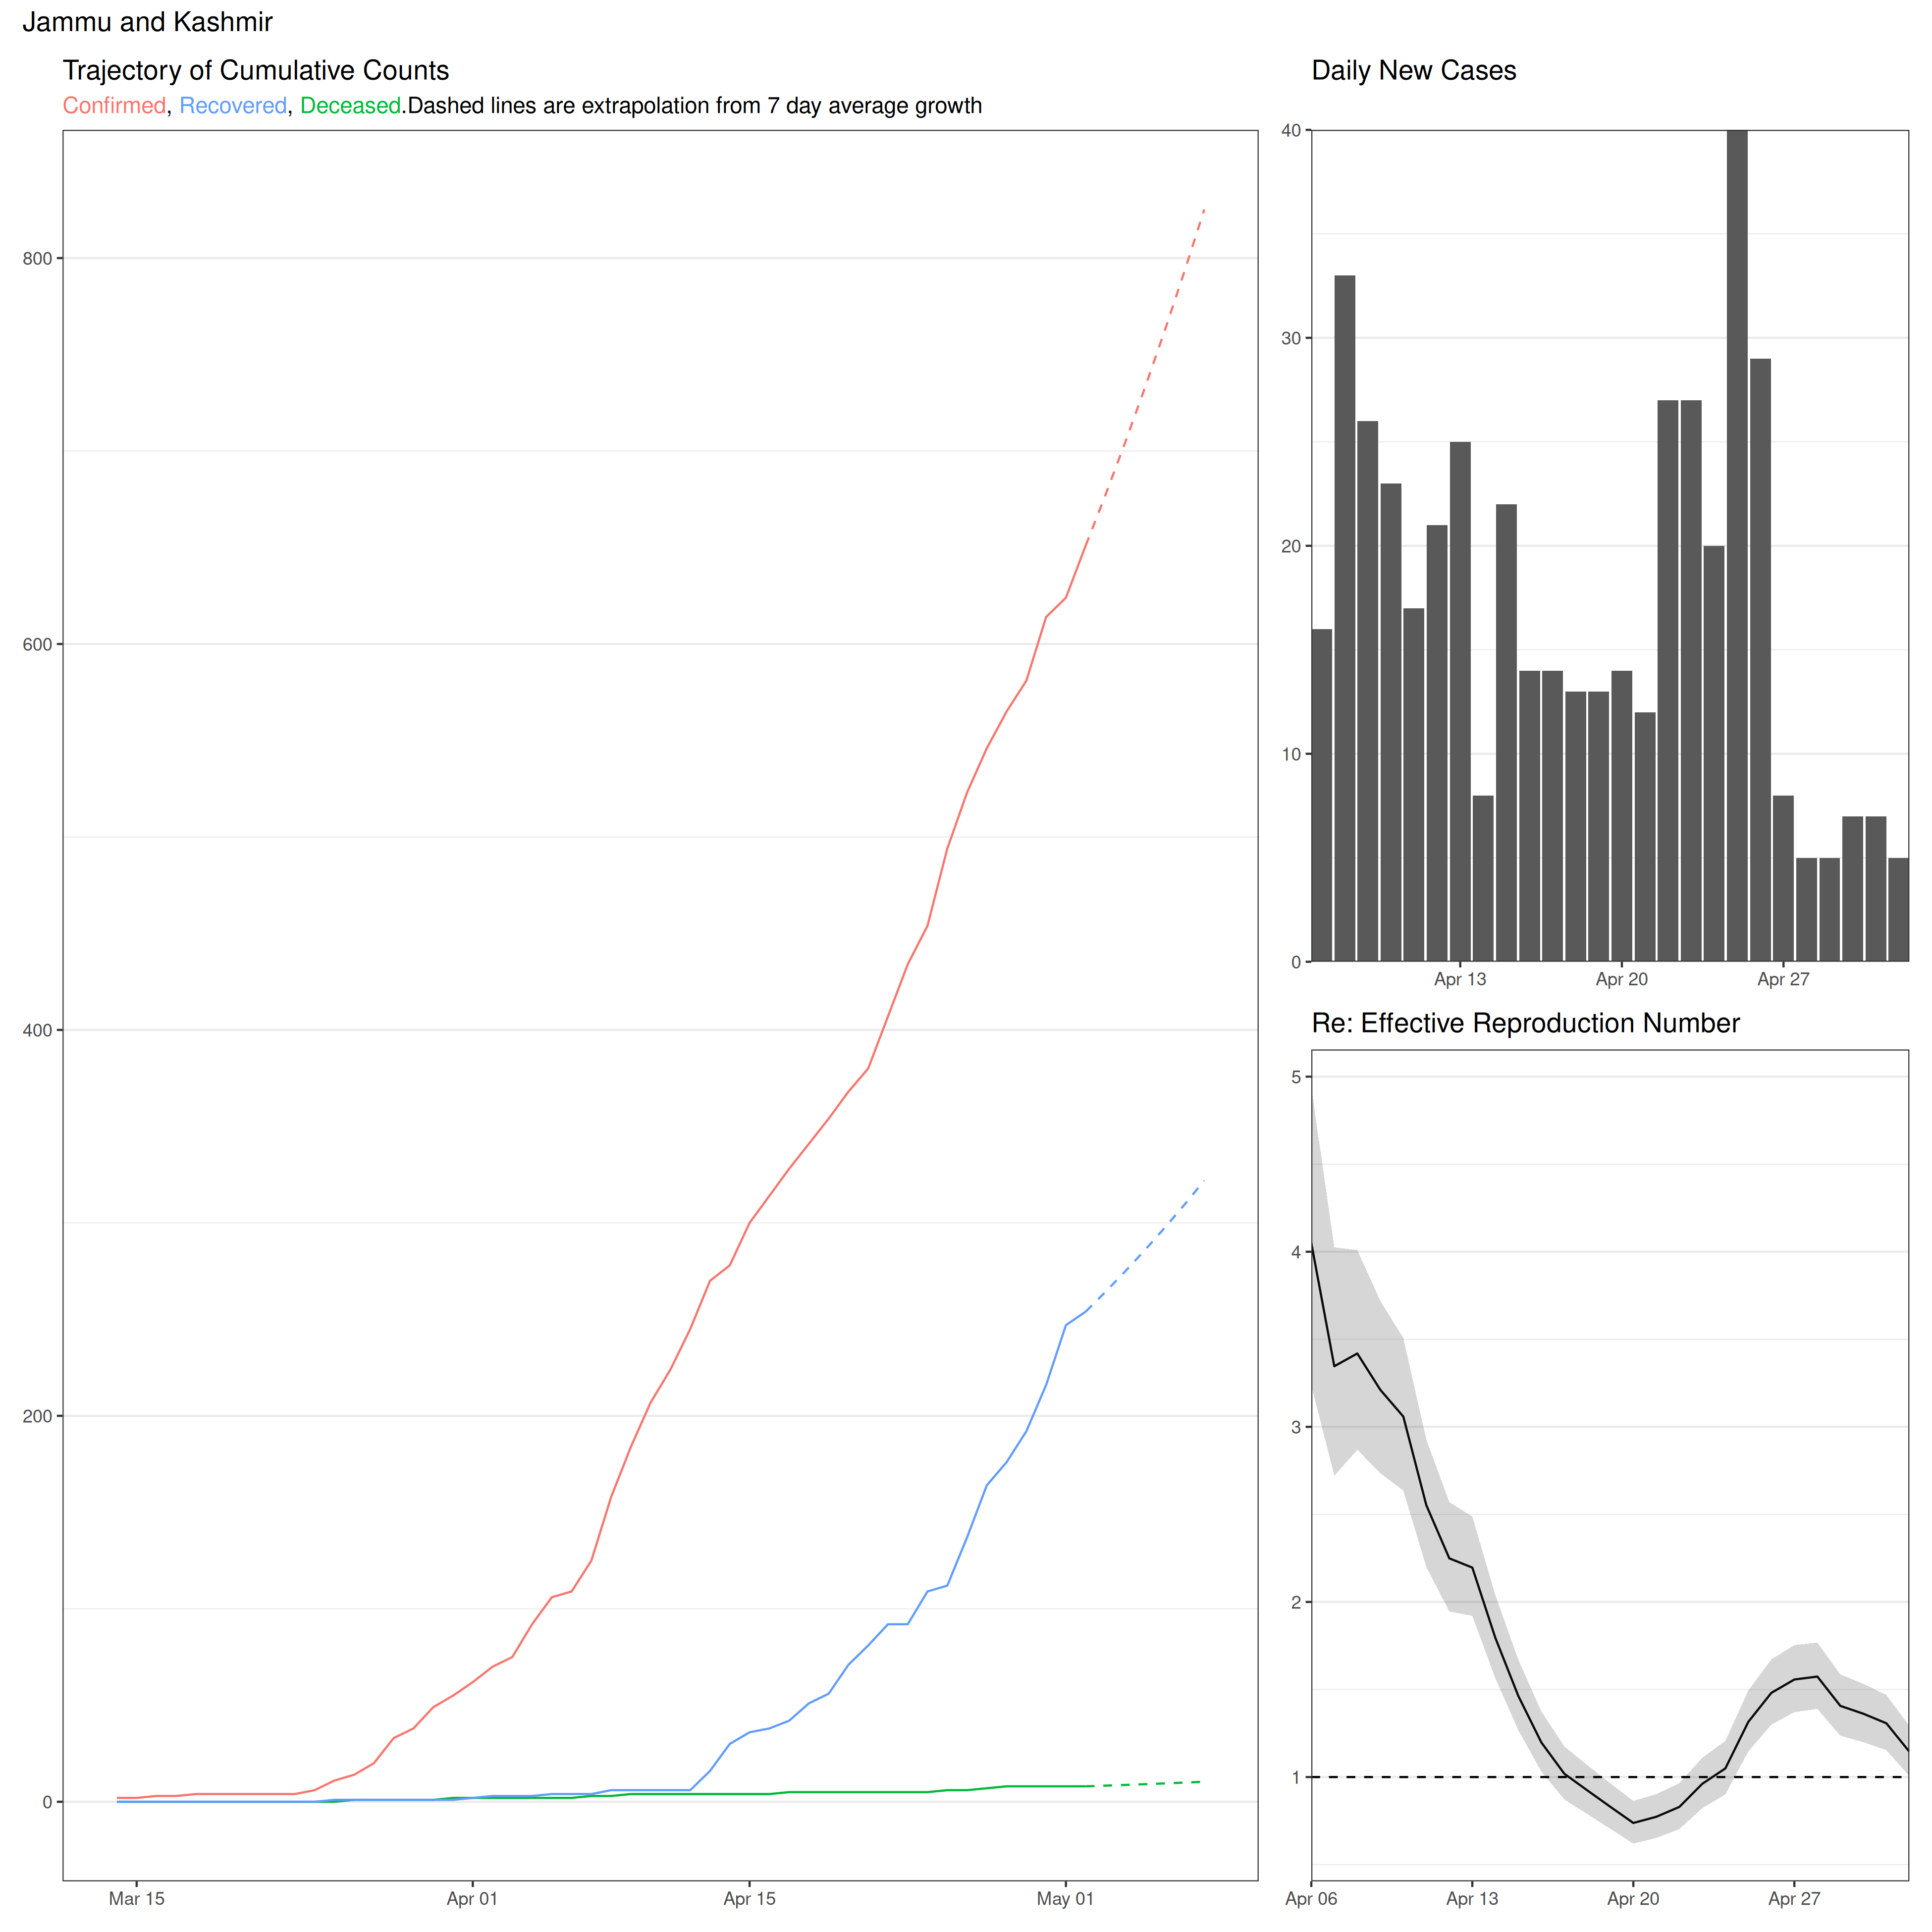 Jammu and Kashmir
Trajectory of Cumulative Counts
Confirmed, Recovered, Deceased.Dashed lines are extrapolation from 7 day average growth
800
600
400
200
0
Mar 15 Apr 01 Apr 15 May 01
Daily New Cases
40
30
20
10
0
Apr 13 Apr 20 Apr 27
Re: Effective Reproduction Number
5
4
3
2
1
Apr 06 Apr 13 Apr 20 Apr 27